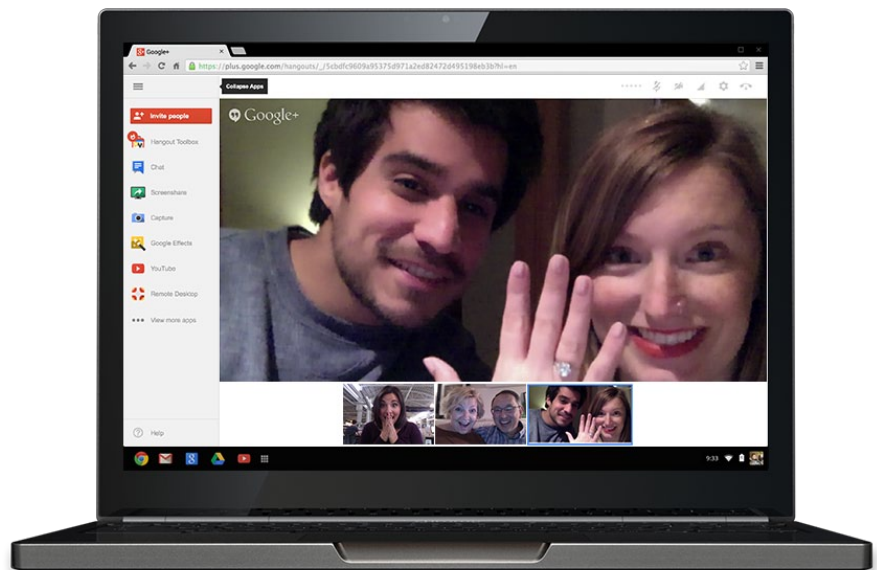 Google+
https://plus.google.com/hangouts/_/5cbdfc9609a95375d971a2ed82472d495198eb3b?hl=en
Collapse Apps
Invite people
Google+
Hangout Toolbox
Chat
Screenshare
Capture
Google Effects
YouTube
Remote Desktop
View more apps
Help
9:33